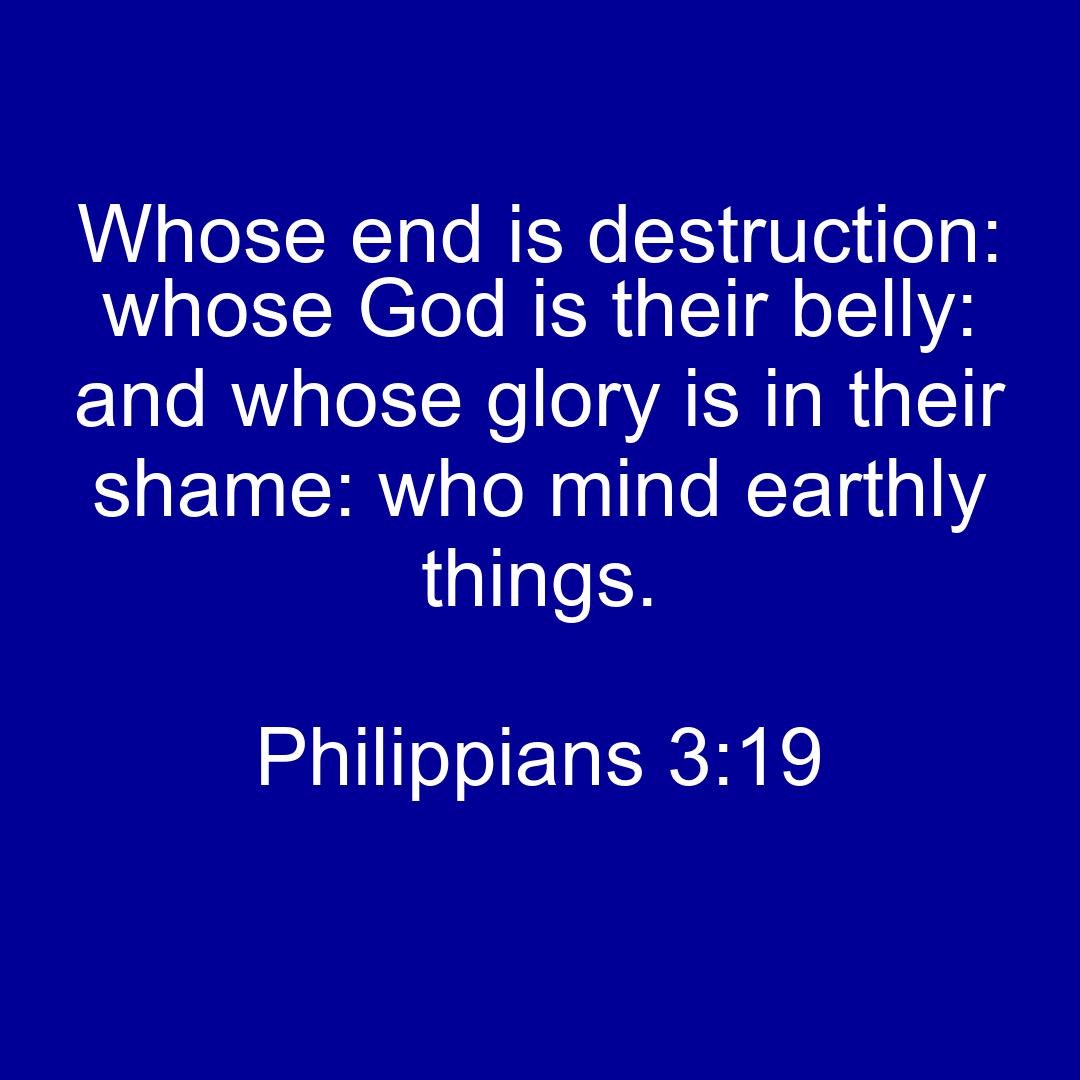 Whose end is destruction:
whose God is their belly:
and whose glory is in their
shame: who mind earthly
things.
Philippians 3:19